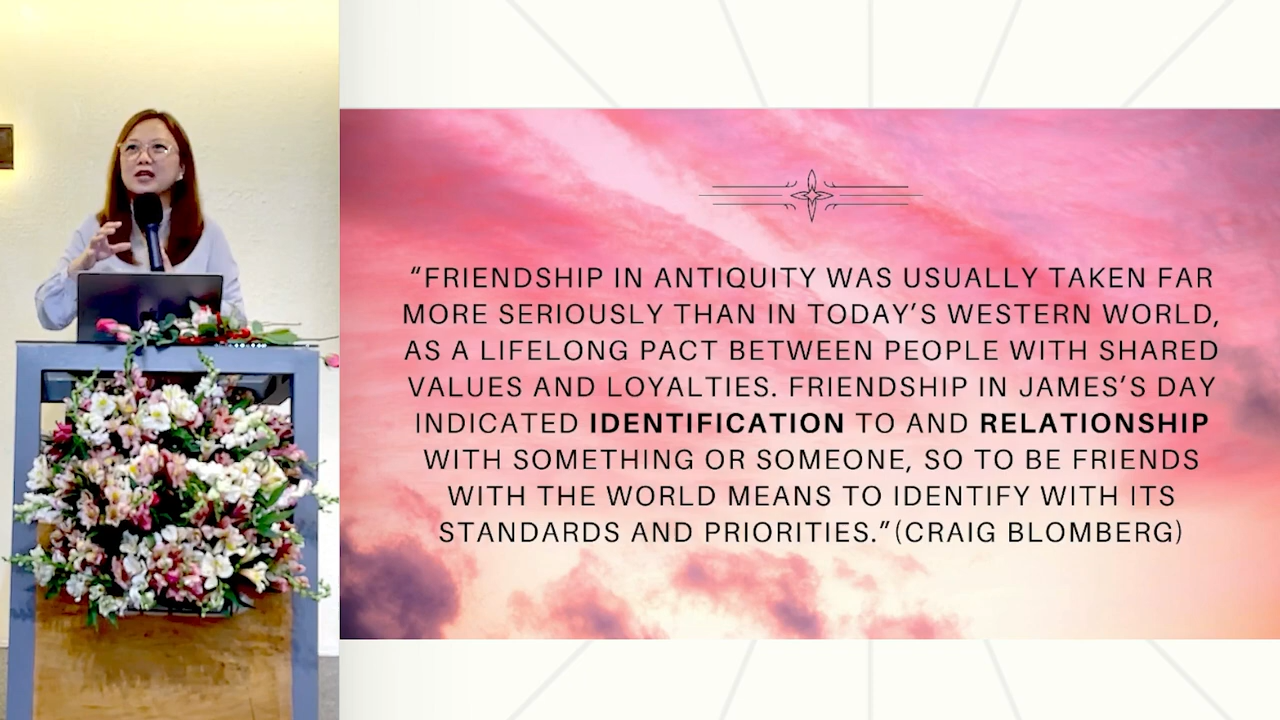 “FRIENDSHIP IN ANTIQUITY WAS USUALLY TAKEN FAR
MORE SERIOUSLY THAN IN TODAY’S WESTERN WORLD,
AS A LIFELONG PACT BETWEEN PEOPLE WITH SHARED
VALUES AND LOYALTIES. FRIENDSHIP IN JAMES’S DAY
INDICATED IDENTIFICATION TO AND RELATIONSHIP
WITH SOMETHING OR SOMEONE, SO TO BE FRIENDS
WITH THE WORLD MEANS TO IDENTIFY WITH ITS
STANDARDS AND PRIORITIES.”(CRAIG BLOMBERG)